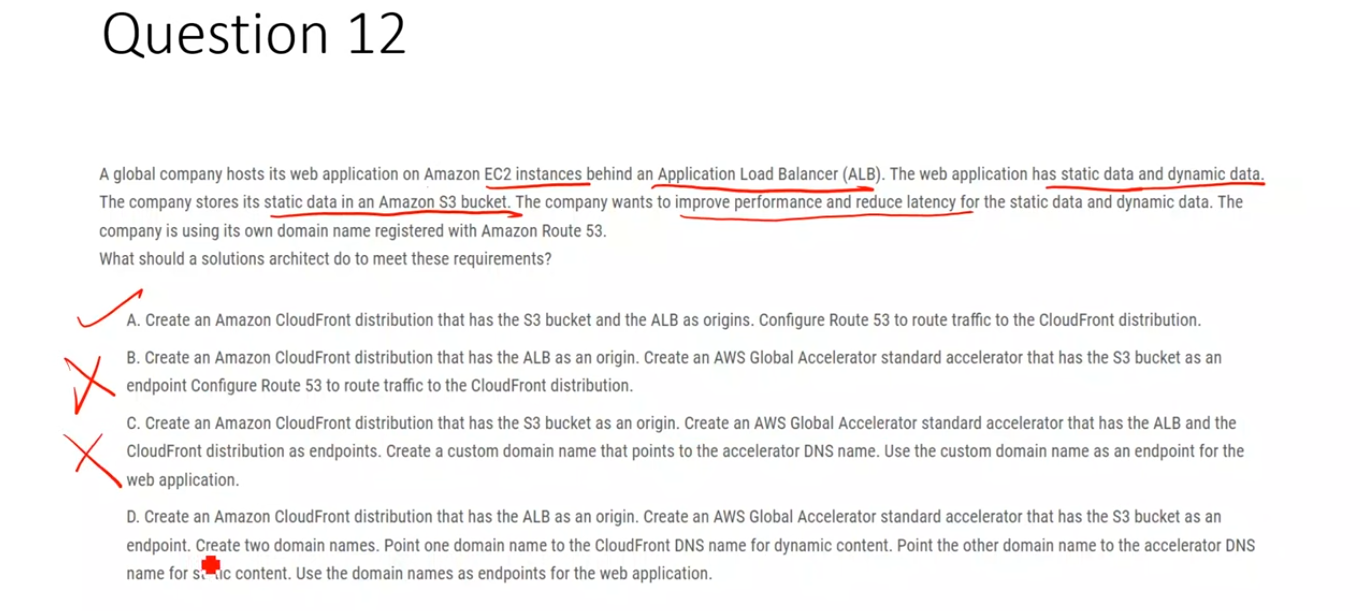 Question 12
A global company hosts its web application on Amazon EC2 instances behind an Application Load Balancer (ALB). The web application has static data and dynamic data.
The company stores its static data in an Amazon S3 bucket. The company wants to improve performance and reduce latency for the static data and dynamic data. The
company is using its own domain name registered with Amazon Route 53.
What should a solutions architect do to meet these requirements?
A. Create an Amazon CloudFront distribution that has the S3 bucket and the ALB as origins. Configure Route 53 to route traffic to the CloudFront distribution.
B. Create an Amazon CloudFront distribution that has the ALB as an origin. Create an AWS Global Accelerator standard accelerator that has the S3 bucket as an
endpoint Configure Route 53 to route traffic to the CloudFront distribution.
C. Create an Amazon CloudFront distribution that has the S3 bucket as an origin. Create an AWS Global Accelerator standard accelerator that has the ALB and the
CloudFront distribution as endpoints. Create a custom domain name that points to the accelerator DNS name. Use the custom domain name as an endpoint for the
web application.
D. Create an Amazon CloudFront distribution that has the ALB as an origin. Create an AWS Global Accelerator standard accelerator that has the S3 bucket as an
endpoint. Create two domain names. Point one domain name to the CloudFront DNS name for dynamic content. Point the other domain name to the accelerator DNS
name for content. Use the domain names as endpoints for the web application.